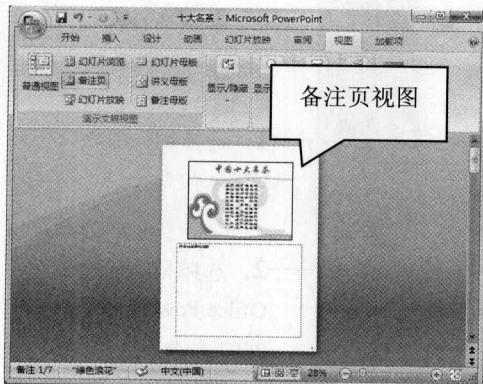 十大名茶 - Microsoft PowerPoint
开始 插入 设计 动画 幻灯片放映 审阅 视图 加载项
普通视图
幻灯片浏览 幻灯片母版
备注页 讲义母版
幻灯片放映 备注母版
显示/隐藏
演示文稿视图
备注页视图
中国十大名茶
备注 1/7 "绿色浪花" 中文(中国) 28%